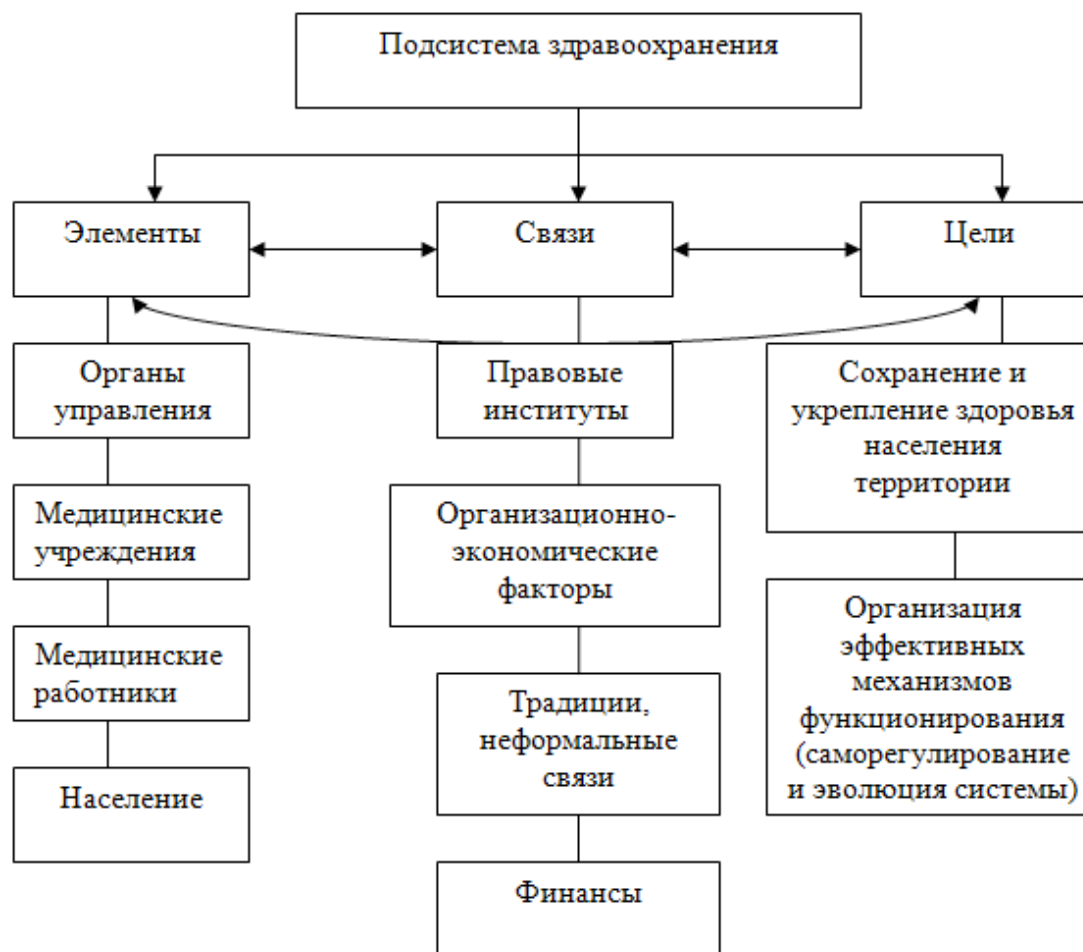 Подсистема здравоохранения
Элементы
Связи
Цели
Органы
управления
Медицинские
учреждения
Медицинские
работники
Население
Правовые
институты
Организационно-
экономические
факторы
Традиции,
неформальные
связи
Финансы
Сохранение и
укрепление здоровья
населения
территории
Организация
эффективных
механизмов
функционирования
(саморегулирование
и эволюция системы)